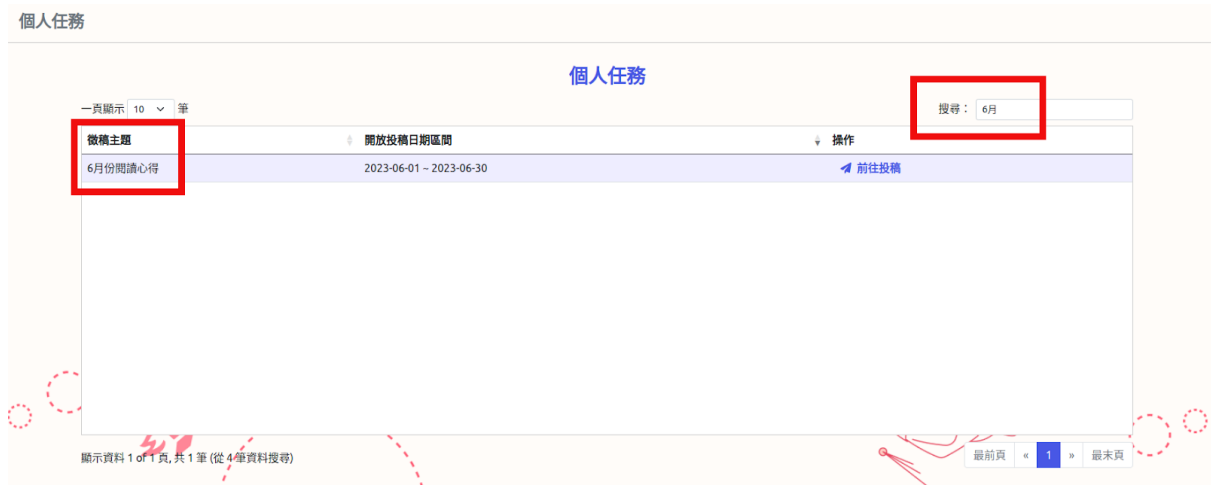 個人任務
個人任務
一頁顯示 10 筆
搜尋： 6月
徵稿主題 開放投稿日期區間 操作
6月份閱讀心得 2023-06-01 ~ 2023-06-30 前往投稿
顯示資料 1 of 1 頁, 共 1 筆 (從 4 筆資料搜尋)
最前頁 « 1 » 最末頁